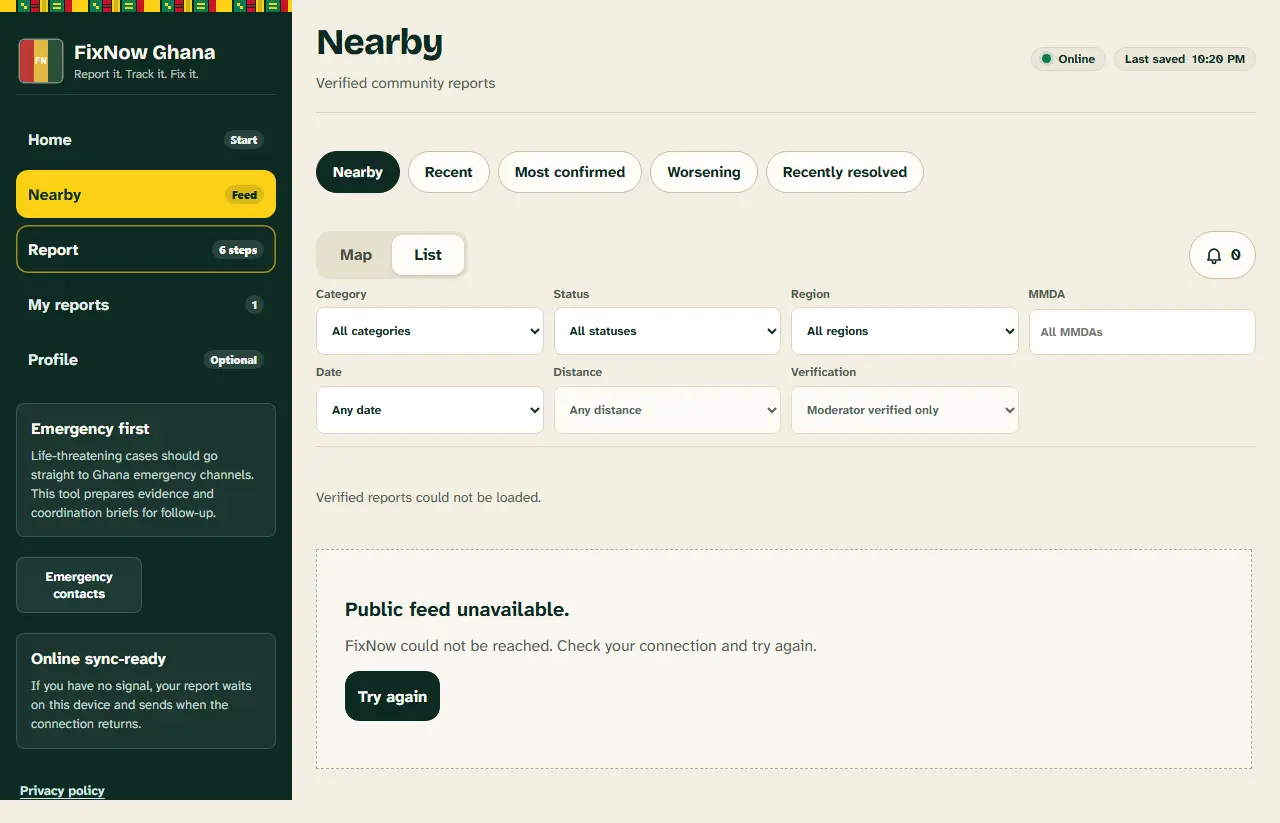 FN
FixNow Ghana
Report it. Track it. Fix it.
Home
Start
Nearby
Feed
Report
6 steps
My reports
1
Profile
Optional
Emergency first
Life-threatening cases should go
straight to Ghana emergency channels.
This tool prepares evidence and
coordination briefs for follow-up.
Emergency
contacts
Online sync-ready
If you have no signal, your report waits
on this device and sends when the
connection returns.
Privacy policy
Nearby
Verified community reports
Online
Last saved 10:20 PM
Nearby
Recent
Most confirmed
Worsening
Recently resolved
Map
List
0
Category
Status
Region
MMDA
All categories
All statuses
All regions
All MMDAs
Date
Distance
Verification
Any date
Any distance
Moderator verified only
Verified reports could not be loaded.
Public feed unavailable.
FixNow could not be reached. Check your connection and try again.
Try again